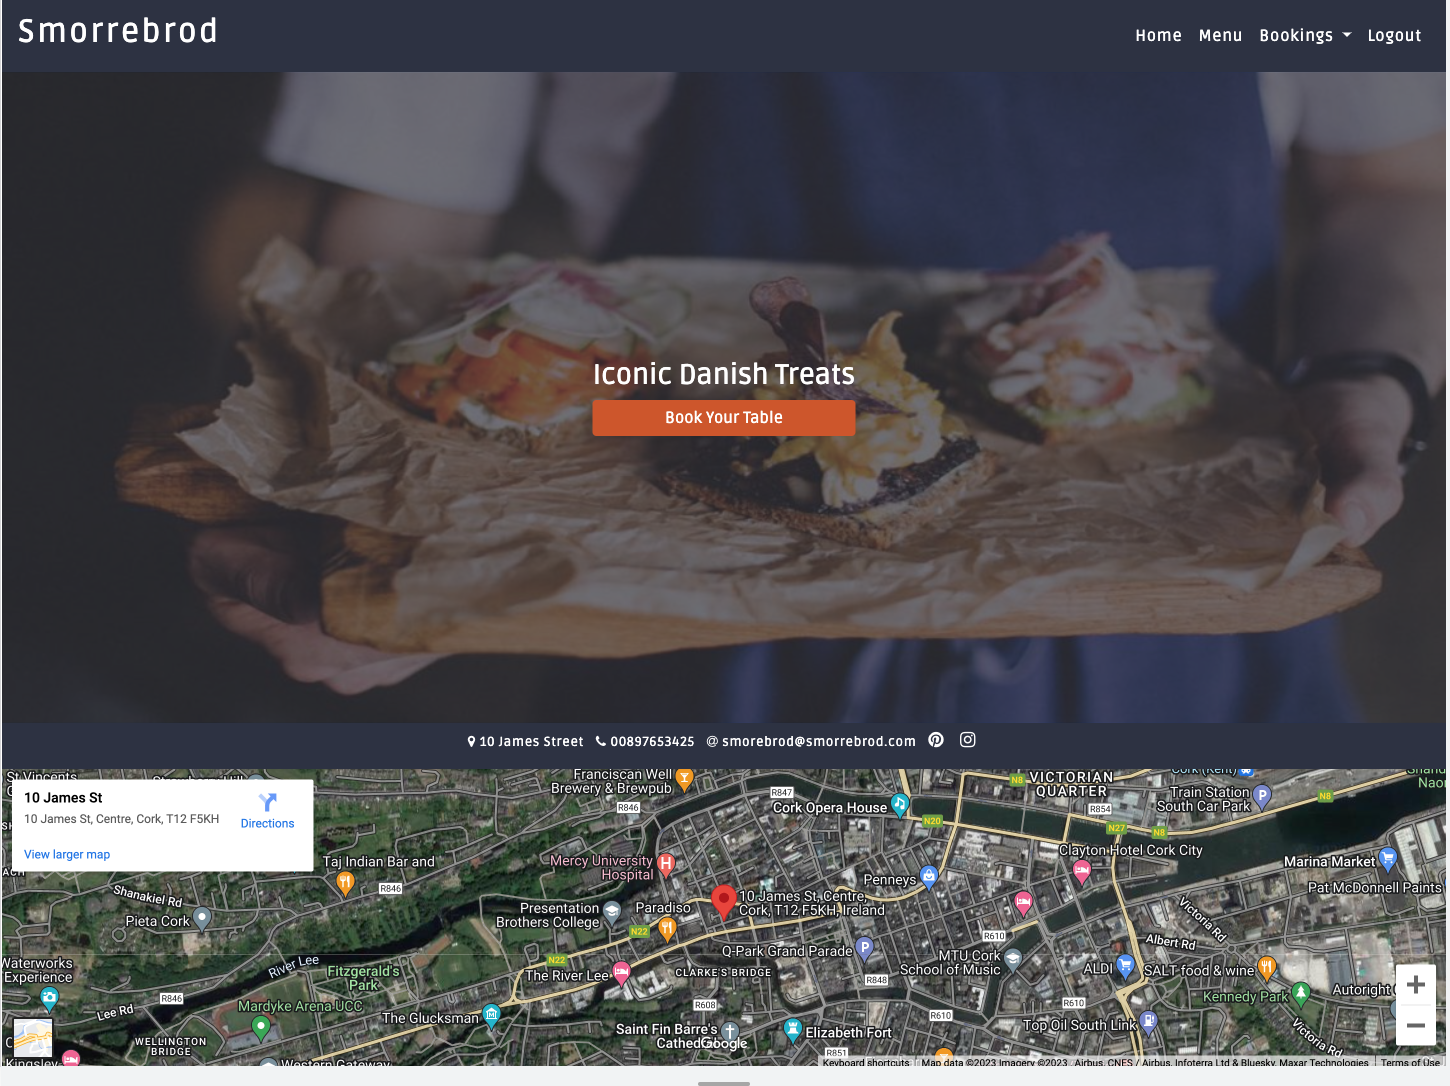 Smorrebrod
Home Menu Bookings Logout
Iconic Danish Treats
Book Your Table
10 James Street 00897653425 smorebrod@smorrebrod.com
St Vincents
Franciscan Well
Brewery & Brewpub
R846
R847
Cork Opera House
N20
N8
VICTORIAN
QUARTER
R854
Cork (Kent)
Train Station
South Car Park
N8
N27
N8
10 James St
10 James St, Centre, Cork, T12 F5KH
Directions
View larger map
Taj Indian Bar and
R846
Mercy University
Hospital
Penneys
Clayton Hotel Cork City
Marina Market
Pat McDonnell Paints
Shanakiel Rd
Pieta Cork
Presentation
Brothers College
Paradiso
N22
10 James St, Centre,
Cork, T12 F5KH, Ireland
Q-Park Grand Parade
R610
Victoria Rd
Albert Rd
Waterworks
Experience
River Lee
Fitzgerald's
Park
N22
The River Lee
CLARKE'S BRIDGE
R848
MTU Cork
School of Music
ALDI
SALT food & wine
Lee Rd
R846
Mardyke Arena UCC
The Glucksman
R608
R610
R610
Kennedy Park
WELLINGTON
BRIDGE
Saint Fin Barre's
Cathedral
Google
Elizabeth Fort
Top Oil South Link
Victoria Rd
Kingsley
Western Gateway
R851
Keyboard shortcuts Map data ©2023 Imagery ©2023 , Airbus, CNES / Airbus, Infoterra Ltd & Bluesky, Maxar Technologies Terms of Use